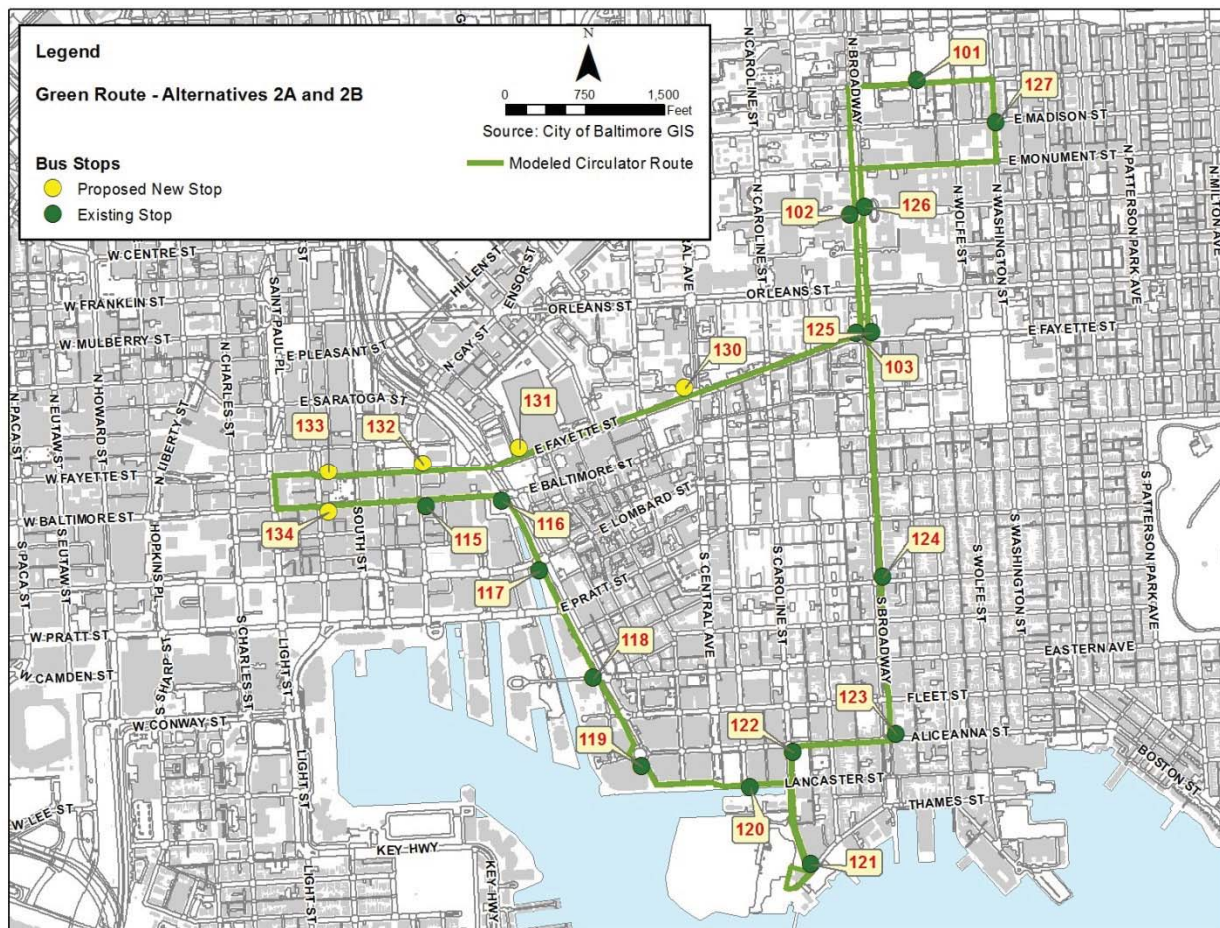 Legend
Green Route - Alternatives 2A and 2B
N
0 750 1,500
Feet
Source: City of Baltimore GIS
Bus Stops
Proposed New Stop
Existing Stop
Modeled Circulator Route
N CAROLINE ST
N BROADWAY
101
127
E MADISON ST
E MONUMENT ST
N PATTERSON PARK AVE
N MILTON AVE
102
126
N CAROLINE ST
N WOLFE ST
N WASHINGTON ST
W CENTRE ST
HILLEN ST
ENSOR ST
SAINT PAUL PL
W FRANKLIN ST
ORLEANS ST
ORLEANS ST
W MULBERRY ST
E PLEASANT ST
N GAY ST
125
103
E FAYETTE ST
130
N CHARLES ST
E SARATOGA ST
N PACA ST
N EUTAW ST
N HOWARD ST
N LIBERTY ST
133
132
131
E FAYETTE ST
W FAYETTE ST
E BALTIMORE ST
E LOMBARD ST
W BALTIMORE ST
134
SOUTH ST
115
116
117
S PACA ST
S EUTAW ST
HOPKINS PL
E PRATT ST
S CENTRAL AVE
S CAROLINE ST
124
S BROADWAY
S WOLFE ST
S WASHINGTON ST
S PATTERSON PARK AVE
W PRATT ST
118
EASTERN AVE
W CAMDEN ST
S SHARP ST
S CHARLES ST
LIGHT ST
W CONWAY ST
123
FLEET ST
ALICEANNA ST
122
119
LANCASTER ST
BOSTON ST
THAMES ST
LIGHT ST
W LEE ST
120
KEY HWY
KEY HWY
121
LIGHT ST